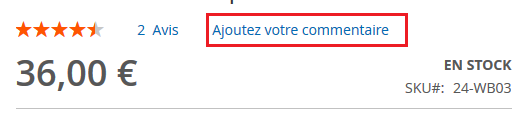 2 Avis Ajoutez votre commentaire
36,00 €
EN STOCK
SKU#: 24-WB03